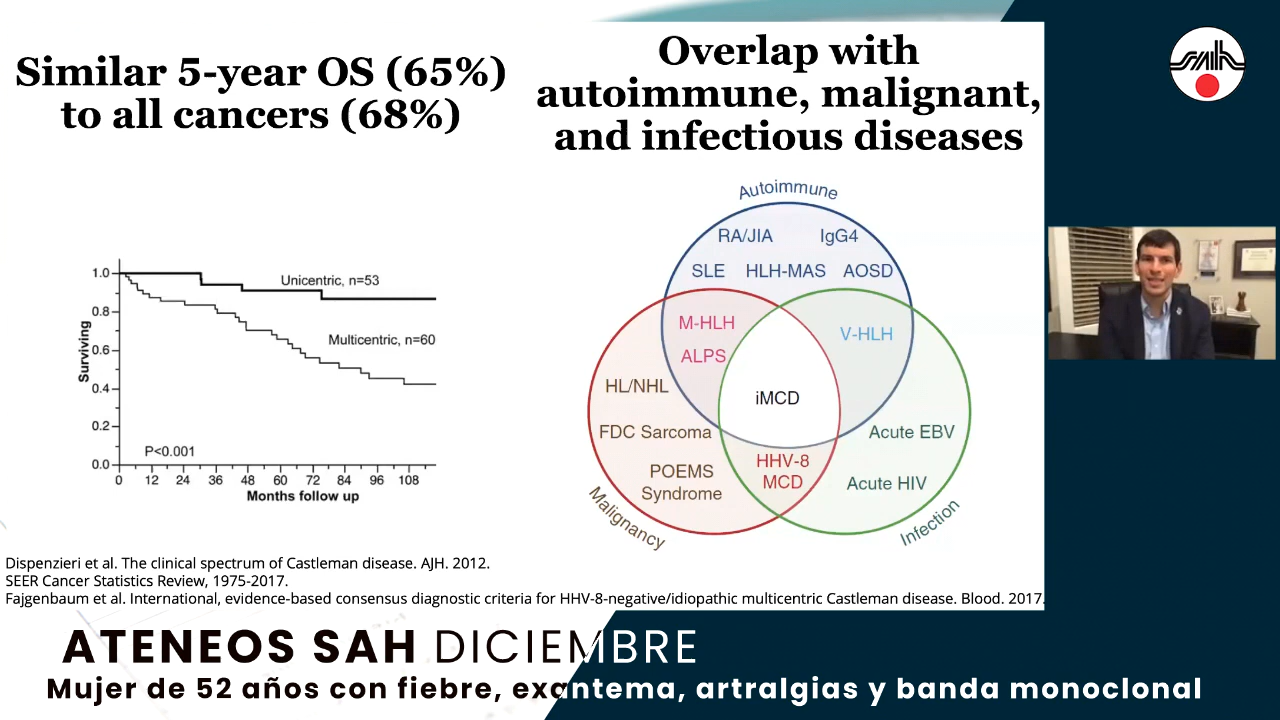 Similar 5-year OS (65%)
to all cancers (68%)
Overlap with
autoimmune, malignant,
and infectious diseases
smlh
1.0
0.8
0.6
0.4
0.2
0.0
Surviving
Unicentric, n=53
Multicentric, n=60
P<0.001
0 12 24 36 48 60 72 84 96 108
Months follow up
Autoimmune
RA/JIA IgG4
SLE HLH-MAS AOSD
M-HLH
V-HLH
ALPS
HL/NHL
iMCD
FDC Sarcoma
Acute EBV
HHV-8
MCD
POEMS
Syndrome
Acute HIV
Malignancy
Infection
Dispenzieri et al. The clinical spectrum of Castleman disease. AJH. 2012.
SEER Cancer Statistics Review, 1975-2017.
Fajgenbaum et al. International, evidence-based consensus diagnostic criteria for HHV-8-negative/idiopathic multicentric Castleman disease. Blood. 2017.
ATENEOS SAH DICIEMBRE
Mujer de 52 años con fiebre, exantema, artralgias y banda monoclonal